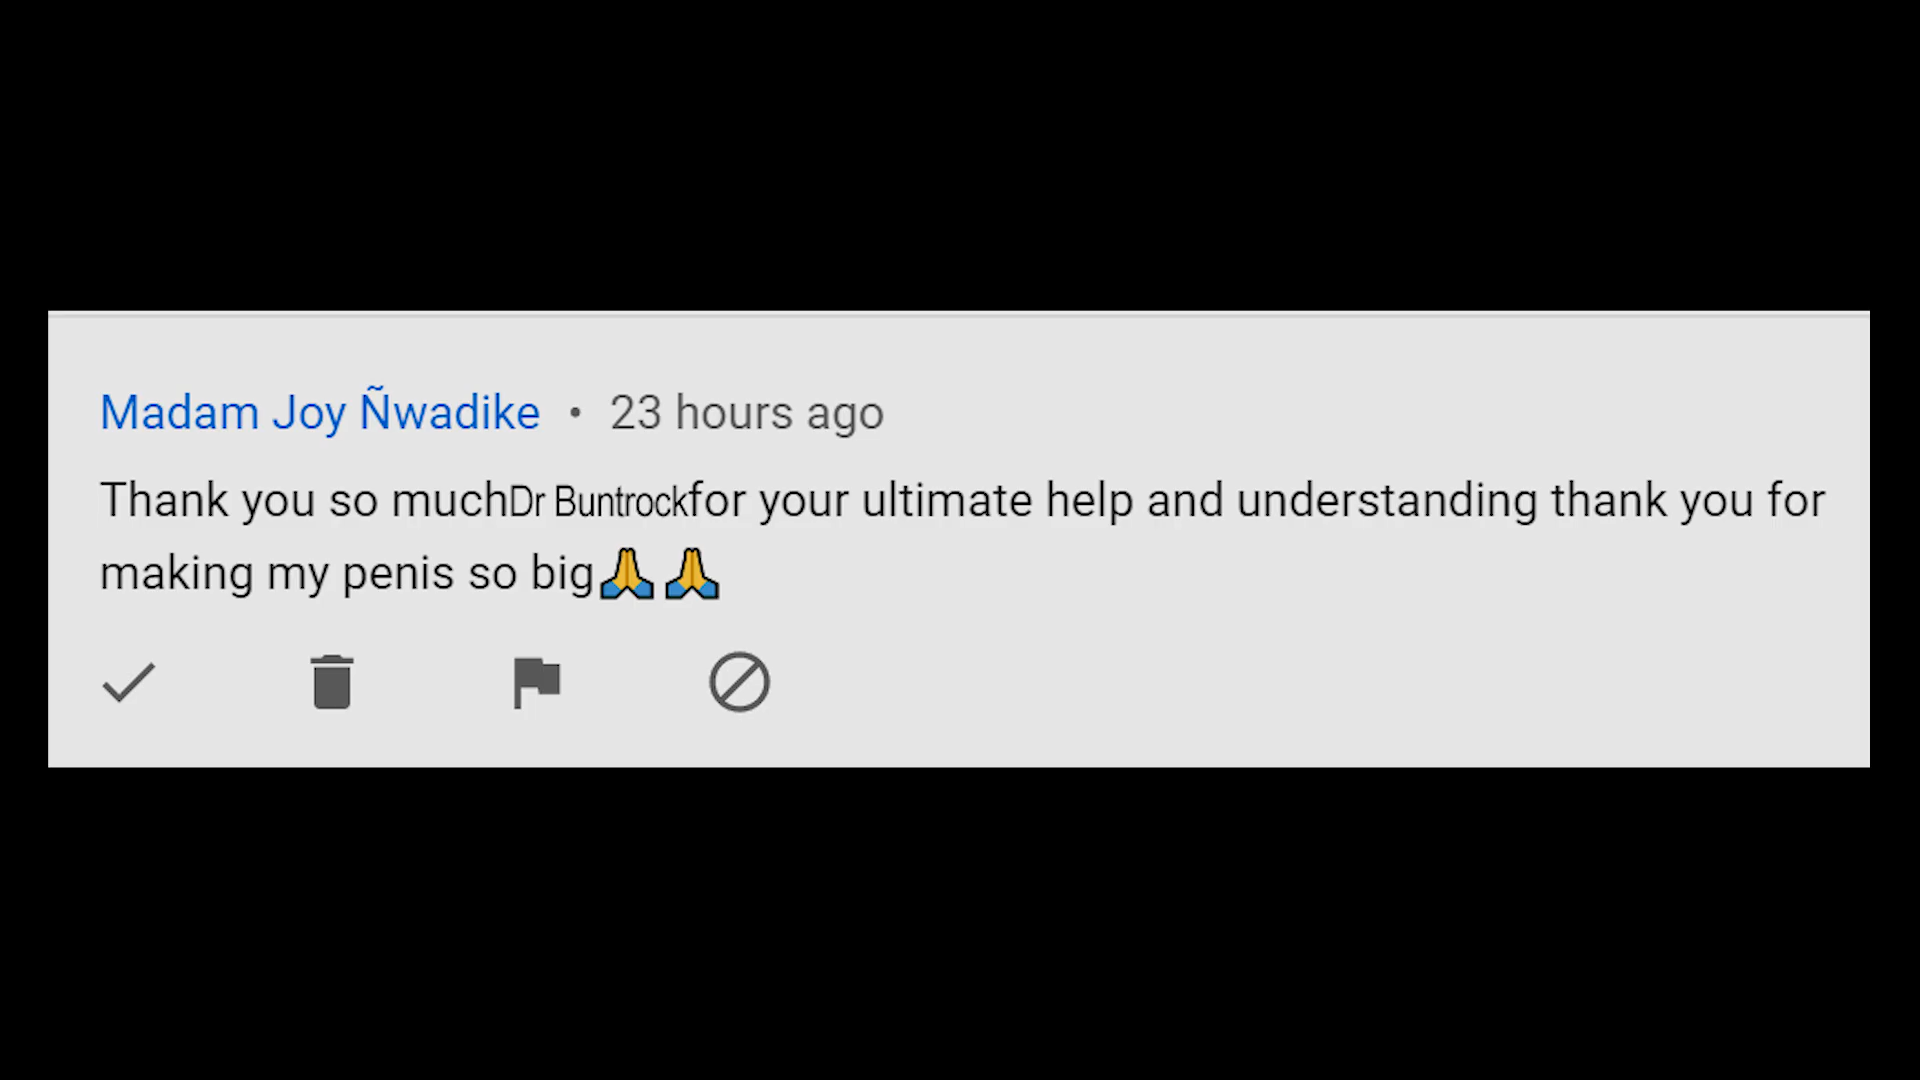 Madam Joy Ñwadike • 23 hours ago
Thank you so muchDr Buntrockfor your ultimate help and understanding thank you for
making my penis so big🙏🙏